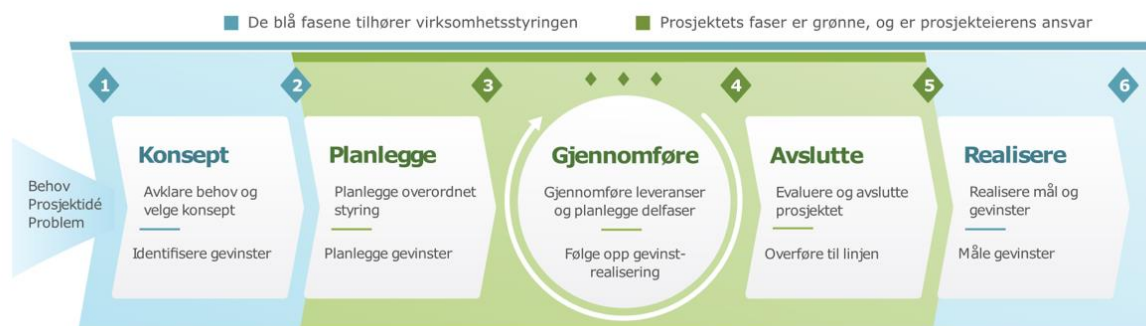 De blå fasene tilhører virksomhetsstyringen
Prosjektets faser er grønne, og er prosjekteierens ansvar
1
2
3
4
5
6
Behov
Prosjektidé
Problem
Konsept
Avklare behov og
velge konsept
Identifisere gevinster
Planlegge
Planlegge overordnet
styring
Planlegge gevinster
Gjennomføre
Gjennomføre leveranser
og planlegge delfaser
Følge opp gevinst-
realisering
Avslutte
Evaluere og avslutte
prosjektet
Overføre til linjen
Realisere
Realisere mål og
gevinster
Måle gevinster